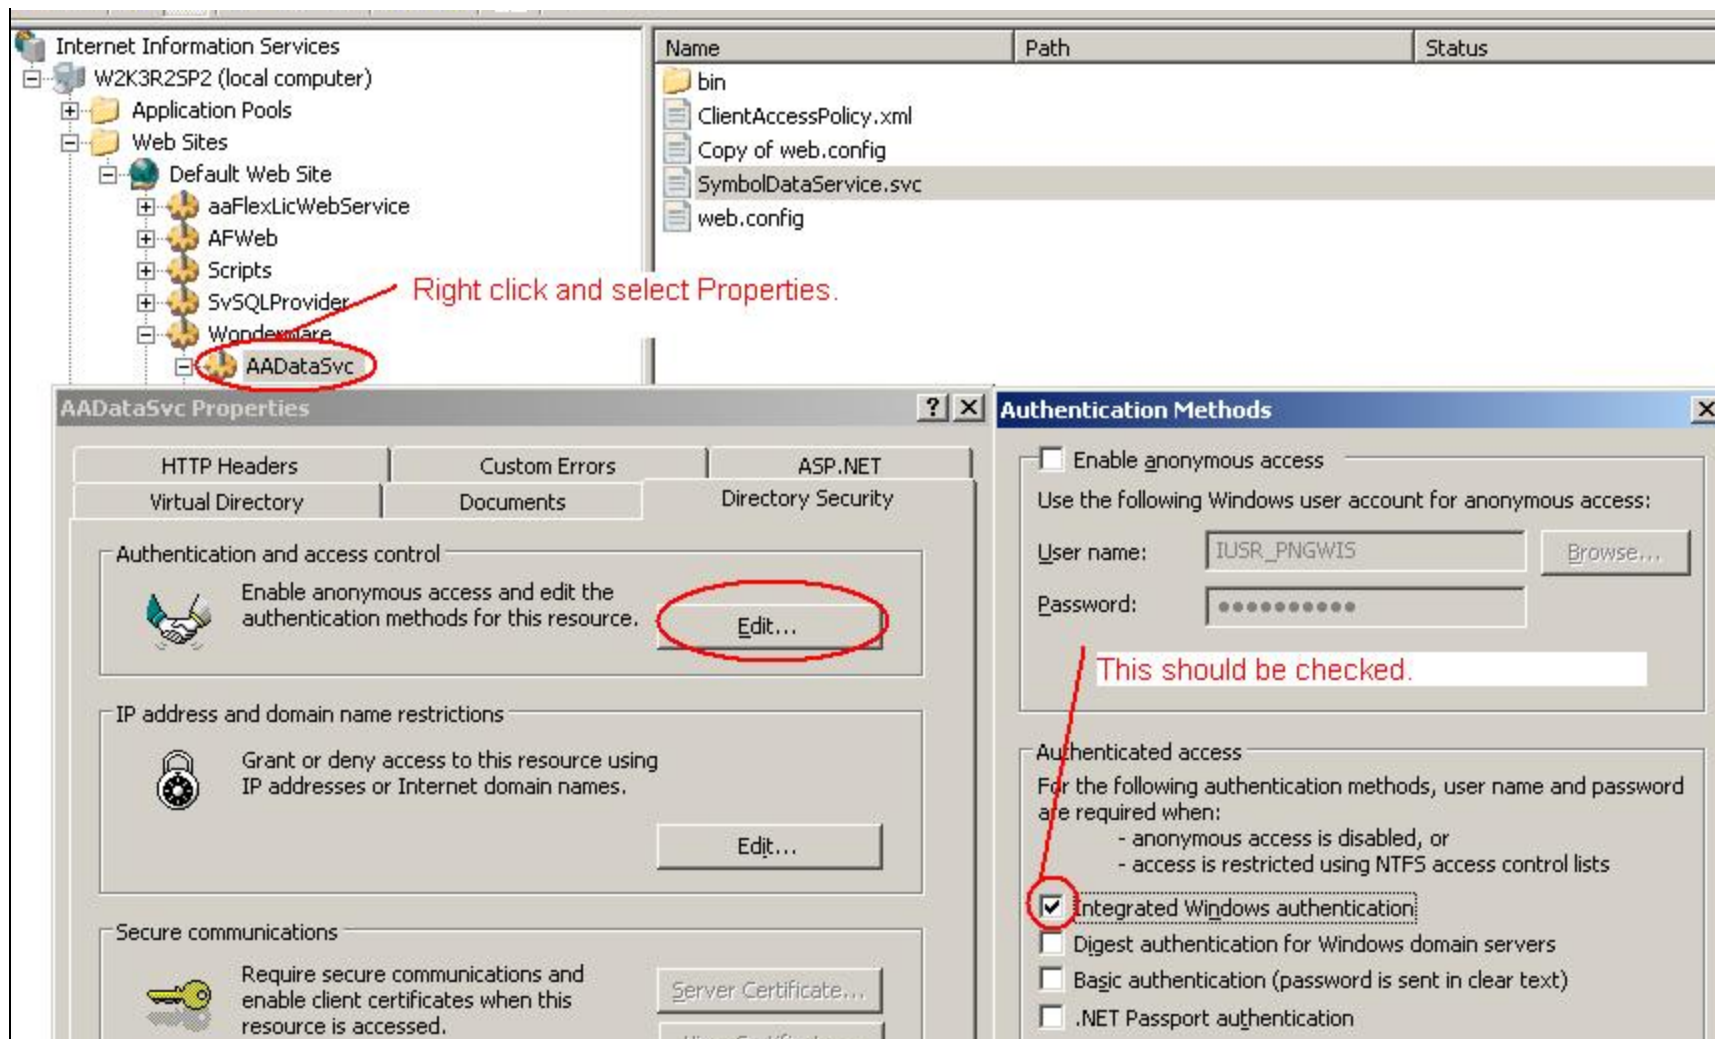 Internet Information Services
W2K3R2SP2 (local computer)
Application Pools
Web Sites
Default Web Site
aaFlexLicWebService
AFWeb
Scripts
SvSQLProvider
Wonderware
AADataSvc
Name Path Status
bin
ClientAccessPolicy.xml
Copy of web.config
SymbolDataService.svc
web.config
Right click and select Properties.
AADataSvc Properties
HTTP Headers Custom Errors ASP.NET
Virtual Directory Documents Directory Security
Authentication and access control
Enable anonymous access and edit the
authentication methods for this resource.
Edit...
IP address and domain name restrictions
Grant or deny access to this resource using
IP addresses or Internet domain names.
Edit...
Secure communications
Require secure communications and
enable client certificates when this
resource is accessed.
Server Certificate...
Authentication Methods
Enable anonymous access
Use the following Windows user account for anonymous access:
User name: IUSR_PNGWIS Browse...
Password:
This should be checked.
Authenticated access
For the following authentication methods, user name and password
are required when:
- anonymous access is disabled, or
- access is restricted using NTFS access control lists
Integrated Windows authentication
Digest authentication for Windows domain servers
Basic authentication (password is sent in clear text)
.NET Passport authentication